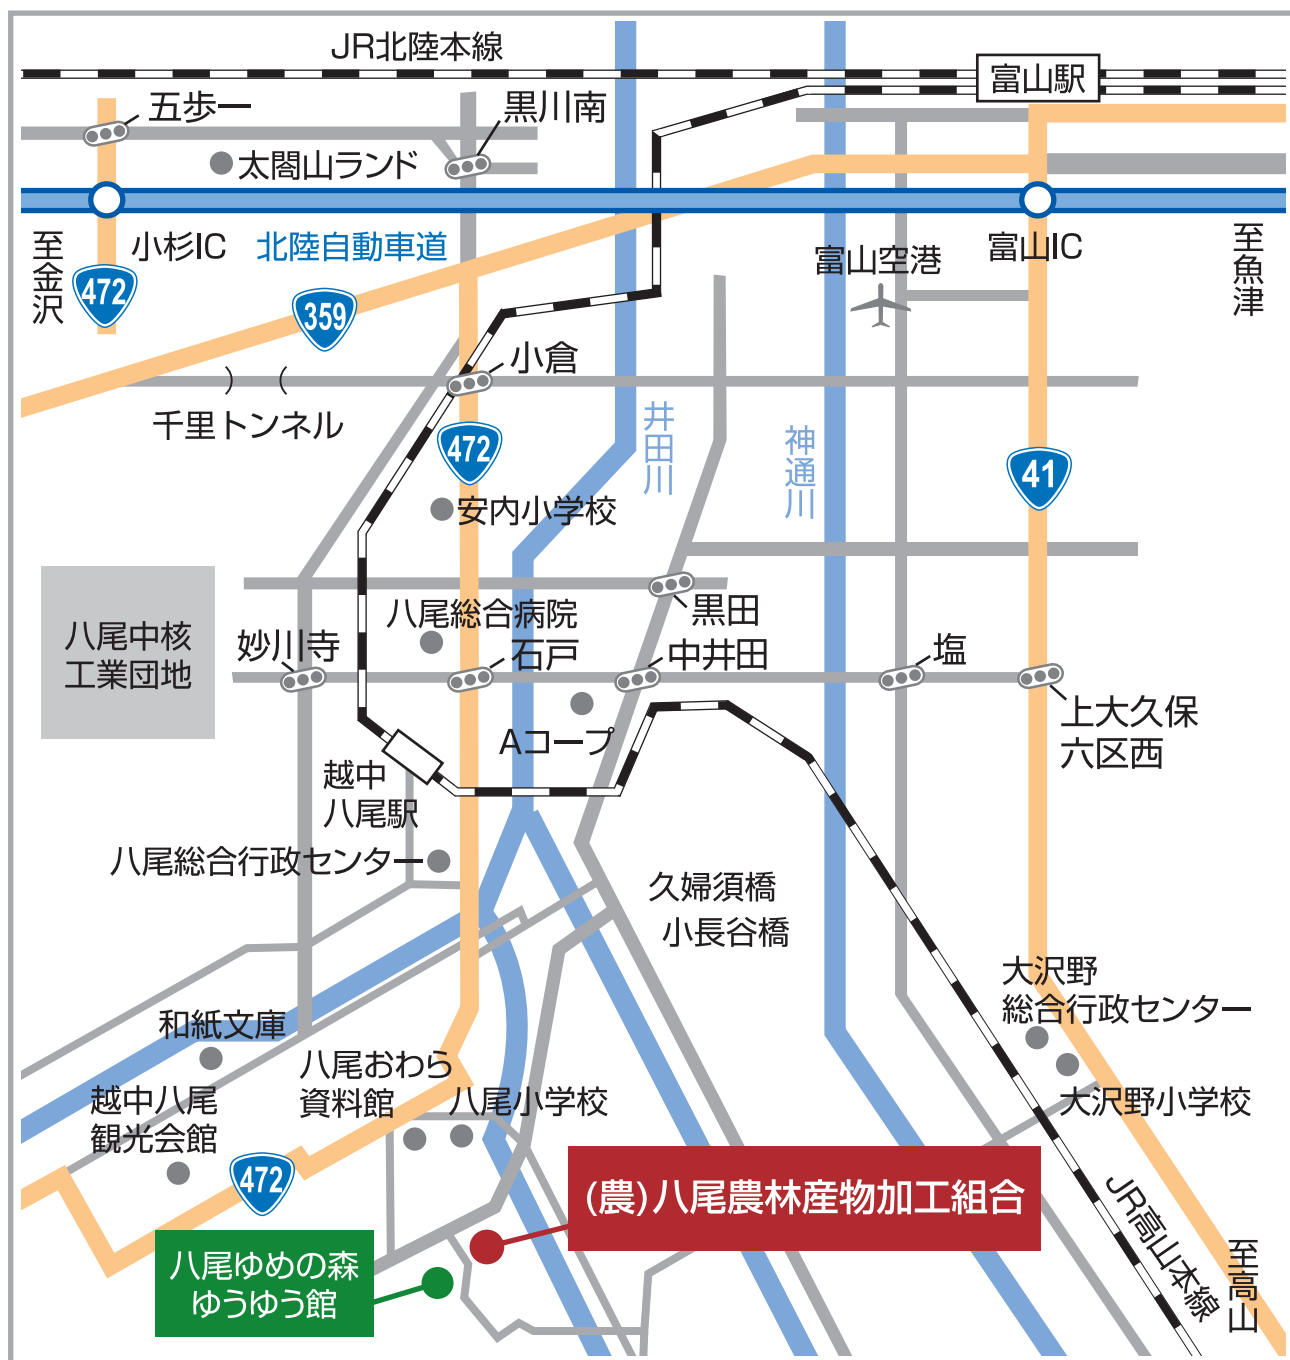 JR北陸本線
富山駅
五歩一
黒川南
太閤山ランド
至金沢
小杉IC
北陸自動車道
富山空港
富山IC
至魚津
472
359
小倉
千里トンネル
井田川
神通川
472
41
安内小学校
八尾中核
工業団地
八尾総合病院
黒田
妙川寺
石戸
中井田
塩
上大久保
六区西
Aコープ
越中
八尾駅
八尾総合行政センター
久婦須橋
小長谷橋
大沢野
総合行政センター
和紙文庫
八尾おわら
資料館
八尾小学校
大沢野小学校
越中八尾
観光会館
472
(農)八尾農林産物加工組合
JR高山本線
至高山
八尾ゆめの森
ゆうゆう館